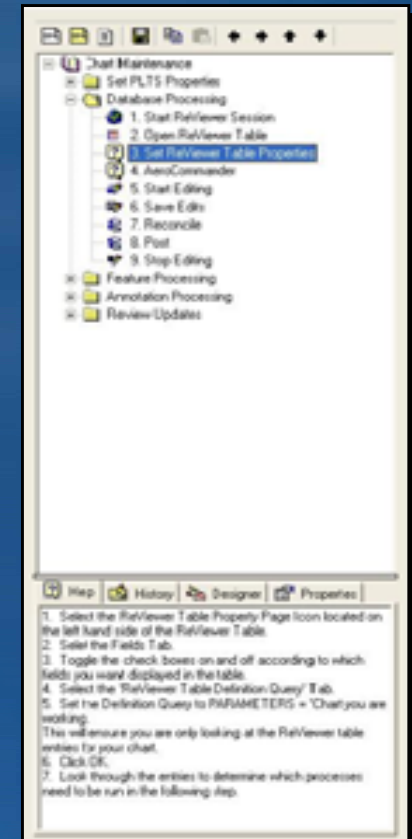 Chart Maintenance
Set PLTS Properties
Database Processing
1. Start ReViewer Session
2. Open ReViewer Table
3. Set ReViewer Table Properties
4. AeroCommander
5. Start Editing
6. Save Edits
7. Reconcile
8. Post
9. Stop Editing
Feature Processing
Annotation Processing
Review Updates
Help History Designer Properties
1. Select the ReViewer Table Property Page Icon located on
the left hand side of the ReViewer Table.
2. Selet the Fields Tab.
3. Toggle the check boxes on and off according to which
fields you want displayed in the table.
4. Select the 'ReViewer Table Definition Query' Tab.
5. Set the Definition Query to PARAMETERS = 'Chart you are
working.
This will ensure you are only looking at the ReViewer table
entries for your chart.
6. Click OK.
7. Look through the entries to determine which processes
need to be run in the following step.